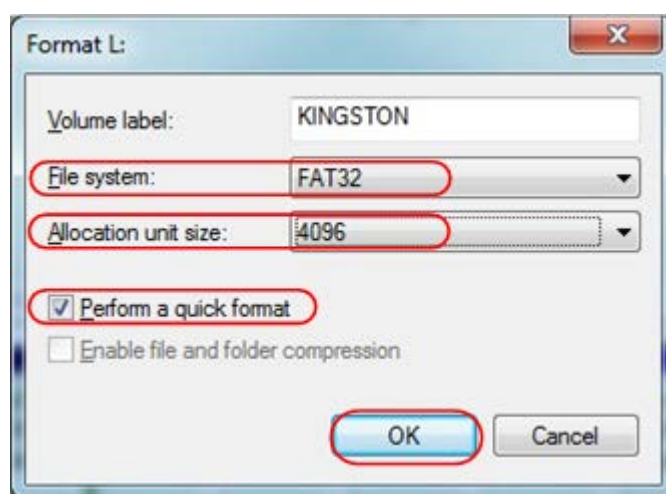 Format L:
Volume label: KINGSTON
File system: FAT32
Allocation unit size: 4096
Perform a quick format
Enable file and folder compression
OK Cancel